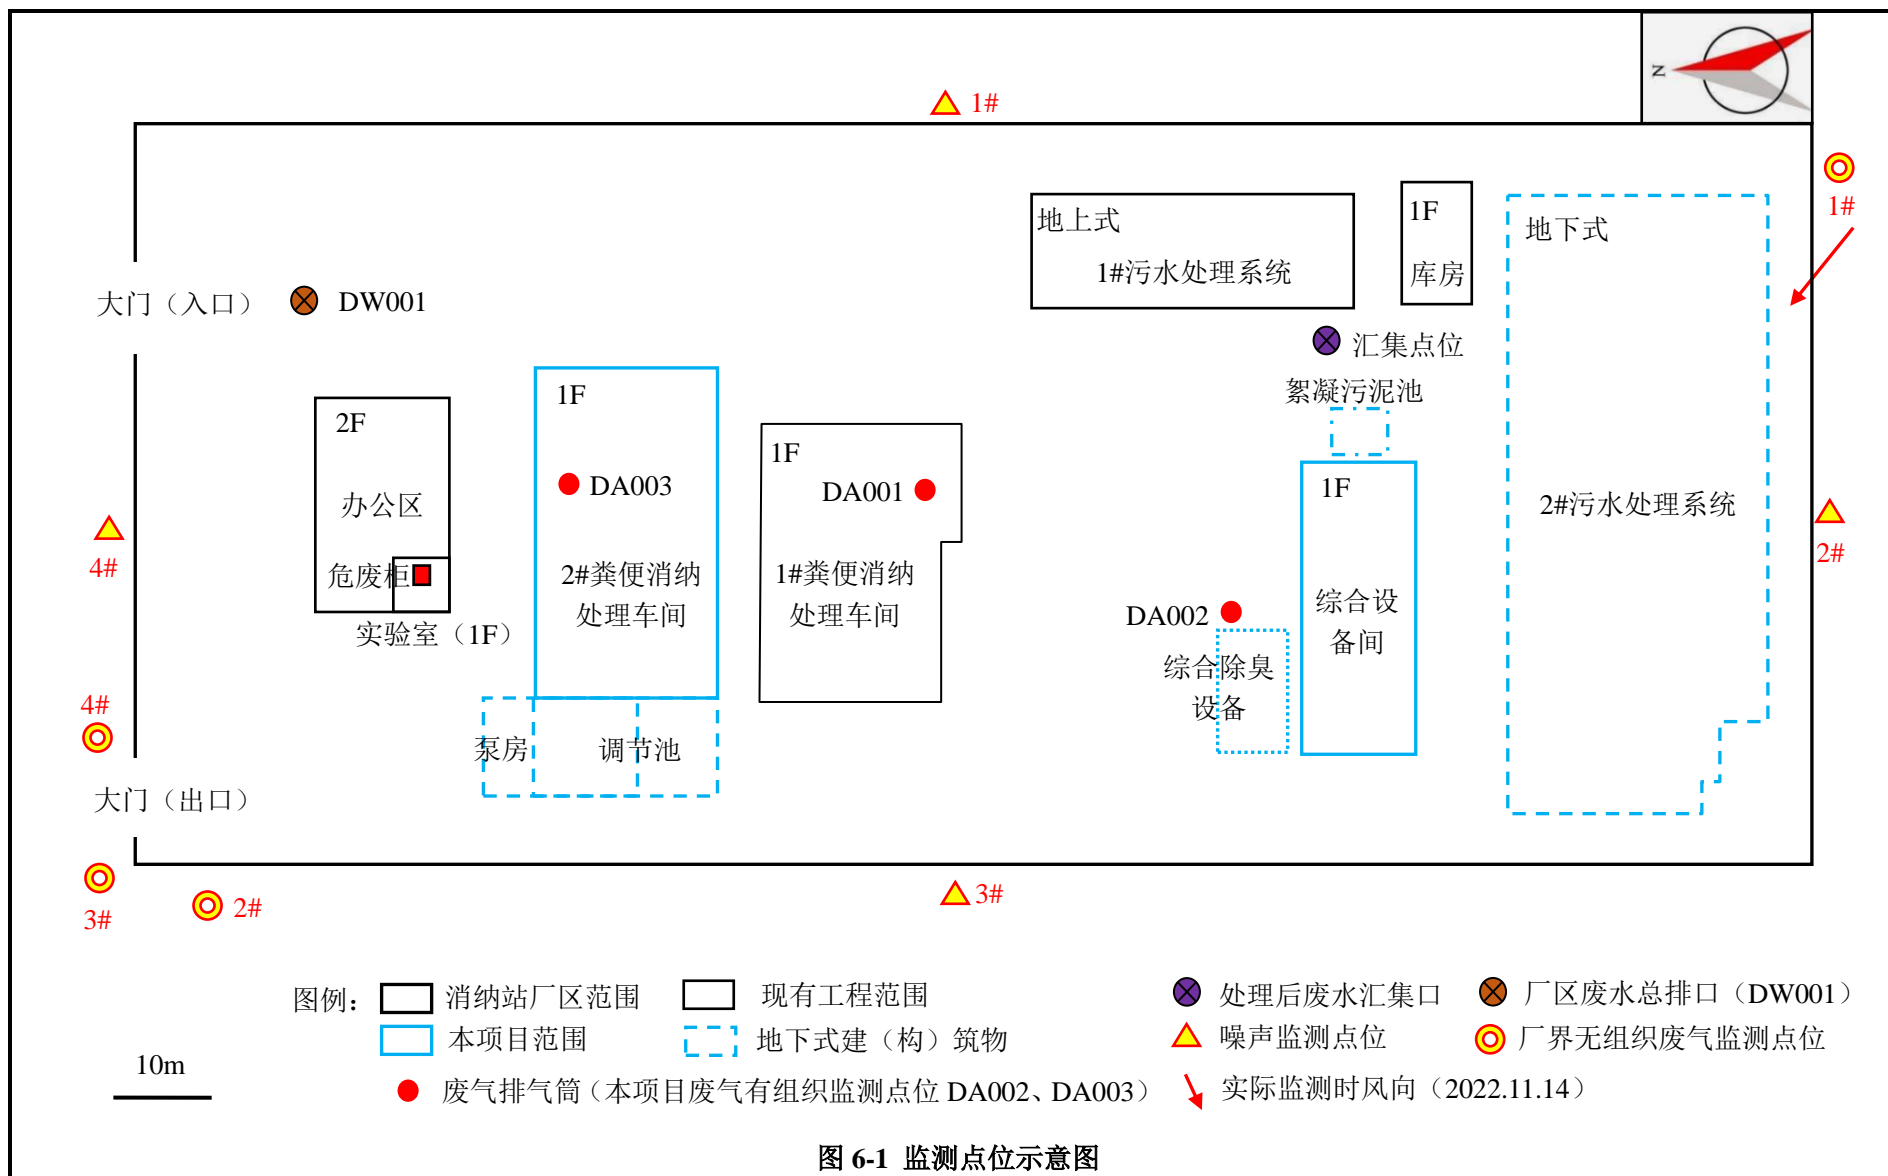 N
1#
1#
地上式
1#污水处理系统
1F
库房
地下式
2#污水处理系统
大门（入口）
DW001
汇集点位
絮凝污泥池
2F
办公区
危废柜
实验室（1F）
1F
DA003
2#粪便消纳
处理车间
1F
DA001
1#粪便消纳
处理车间
1F
综合设
备间
DA002
综合除臭
设备
2#
4#
4#
泵房
调节池
大门（出口）
3#
2#
3#
图例：
消纳站厂区范围
现有工程范围
处理后废水汇集口
厂区废水总排口（DW001）
本项目范围
地下式建（构）筑物
噪声监测点位
厂界无组织废气监测点位
10m
废气排气筒（本项目废气有组织监测点位 DA002、DA003）
实际监测时风向（2022.11.14）
图 6-1 监测点位示意图